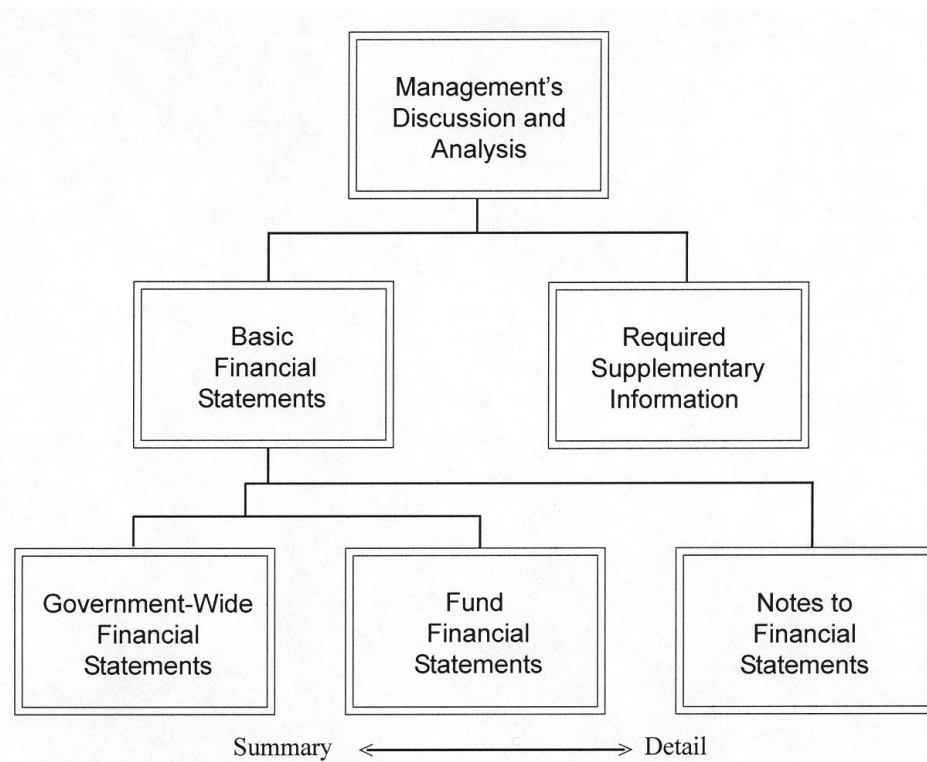 Management's
Discussion and
Analysis
Basic
Financial
Statements
Required
Supplementary
Information
Government-Wide
Financial
Statements
Fund
Financial
Statements
Notes to
Financial
Statements
Summary
Detail